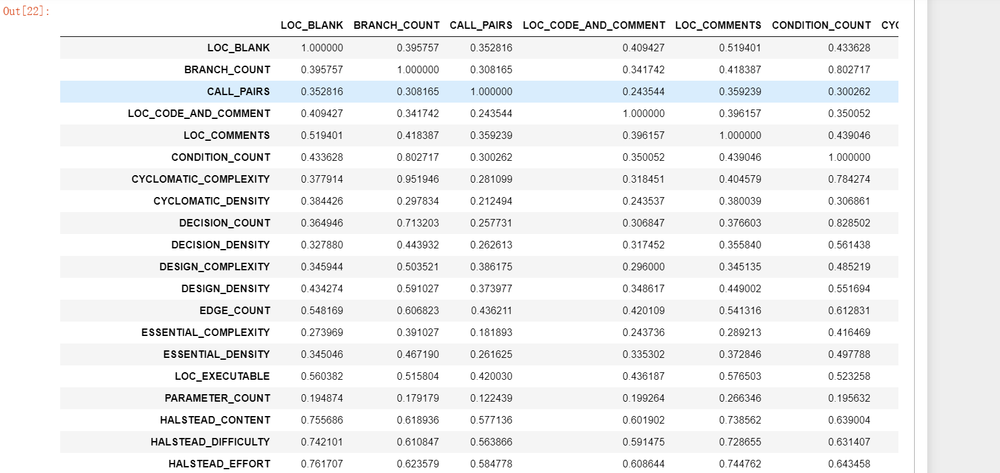 Out[22]:
LOC_BLANK BRANCH_COUNT CALL_PAIRS LOC_CODE_AND_COMMENT LOC_COMMENTS CONDITION_COUNT CYC
LOC_BLANK 1.000000 0.395757 0.352816 0.409427 0.519401 0.433628
BRANCH_COUNT 0.395757 1.000000 0.308165 0.341742 0.418387 0.802717
CALL_PAIRS 0.352816 0.308165 1.000000 0.243544 0.359239 0.300262
LOC_CODE_AND_COMMENT 0.409427 0.341742 0.243544 1.000000 0.396157 0.350052
LOC_COMMENTS 0.519401 0.418387 0.359239 0.396157 1.000000 0.439046
CONDITION_COUNT 0.433628 0.802717 0.300262 0.350052 0.439046 1.000000
CYCLOMATIC_COMPLEXITY 0.377914 0.951946 0.281099 0.318451 0.404579 0.784274
CYCLOMATIC_DENSITY 0.384426 0.297834 0.212494 0.243537 0.380039 0.306861
DECISION_COUNT 0.364946 0.713203 0.257731 0.306847 0.376603 0.828502
DECISION_DENSITY 0.327880 0.443932 0.262613 0.317452 0.355840 0.561438
DESIGN_COMPLEXITY 0.345944 0.503521 0.386175 0.296000 0.345135 0.485219
DESIGN_DENSITY 0.434274 0.591027 0.373977 0.348617 0.449002 0.551694
EDGE_COUNT 0.548169 0.606823 0.436211 0.420109 0.541316 0.612831
ESSENTIAL_COMPLEXITY 0.273969 0.391027 0.181893 0.243736 0.289213 0.416469
ESSENTIAL_DENSITY 0.345046 0.467190 0.261625 0.335302 0.372846 0.497788
LOC_EXECUTABLE 0.560382 0.515804 0.420030 0.436187 0.576503 0.523258
PARAMETER_COUNT 0.194874 0.179179 0.122439 0.199264 0.266346 0.195632
HALSTEAD_CONTENT 0.755686 0.618936 0.577136 0.601902 0.738562 0.639004
HALSTEAD_DIFFICULTY 0.742101 0.610847 0.563866 0.591475 0.728655 0.631407
HALSTEAD_EFFORT 0.761707 0.623579 0.584778 0.608644 0.744762 0.643458